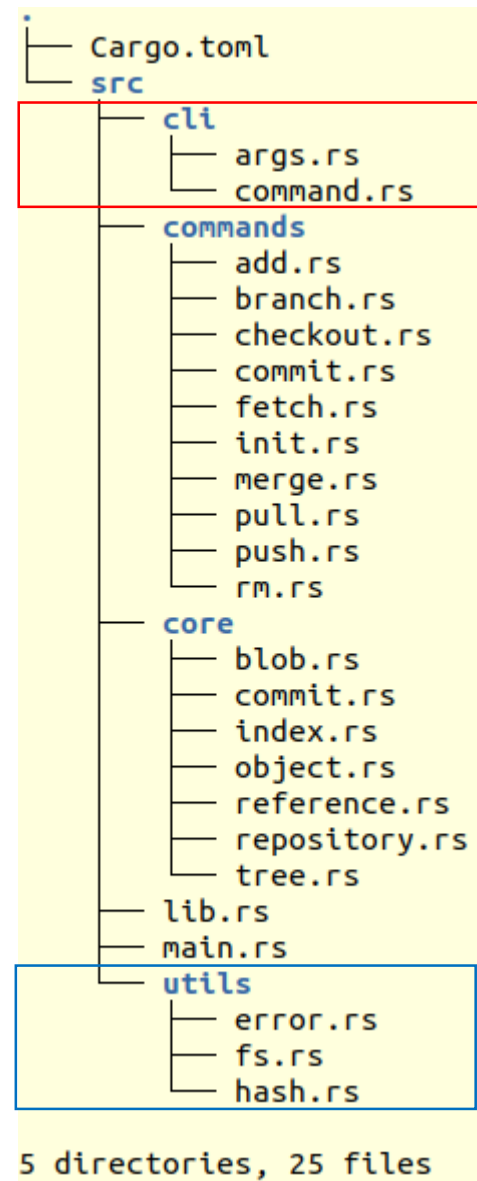 .
├── Cargo.toml
└── src
    ├── cli
    │   ├── args.rs
    │   └── command.rs
    ├── commands
    │   ├── add.rs
    │   ├── branch.rs
    │   ├── checkout.rs
    │   ├── commit.rs
    │   ├── fetch.rs
    │   ├── init.rs
    │   ├── merge.rs
    │   ├── pull.rs
    │   ├── push.rs
    │   └── rm.rs
    ├── core
    │   ├── blob.rs
    │   ├── commit.rs
    │   ├── index.rs
    │   ├── object.rs
    │   ├── reference.rs
    │   ├── repository.rs
    │   └── tree.rs
    ├── lib.rs
    ├── main.rs
    └── utils
        ├── error.rs
        ├── fs.rs
        └── hash.rs
5 directories, 25 files